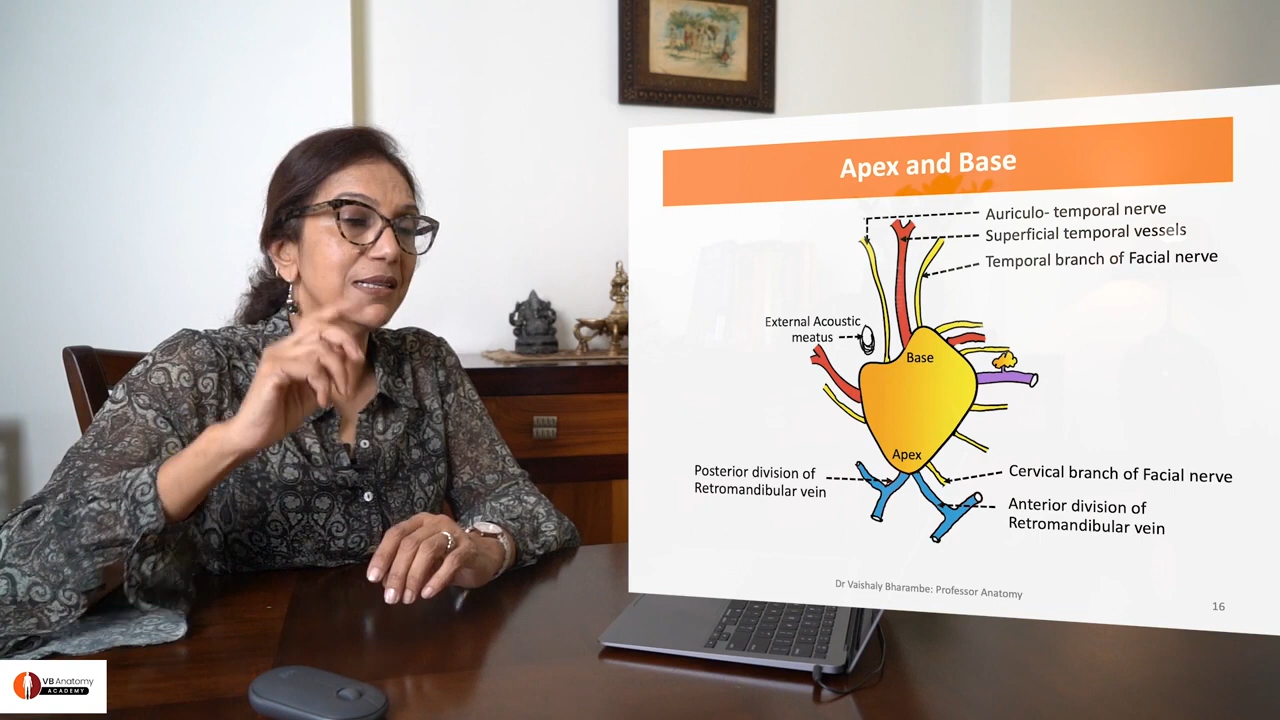 Apex and Base
Auriculo- temporal nerve
Superficial temporal vessels
Temporal branch of Facial nerve
External Acoustic
meatus
Base
Apex
Posterior division of
Retromandibular vein
Cervical branch of Facial nerve
Anterior division of
Retromandibular vein
Dr Vaishaly Bharambe: Professor Anatomy
16
VB Anatomy
ACADEMY